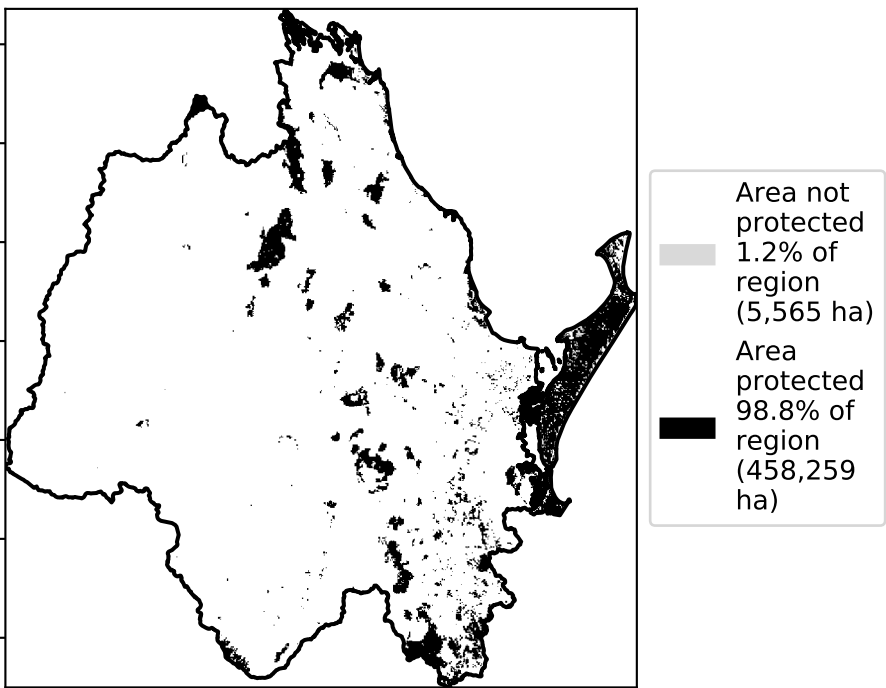 Area not
protected
1.2% of
region
(5,565 ha)
Area
protected
98.8% of
region
(458,259
ha)